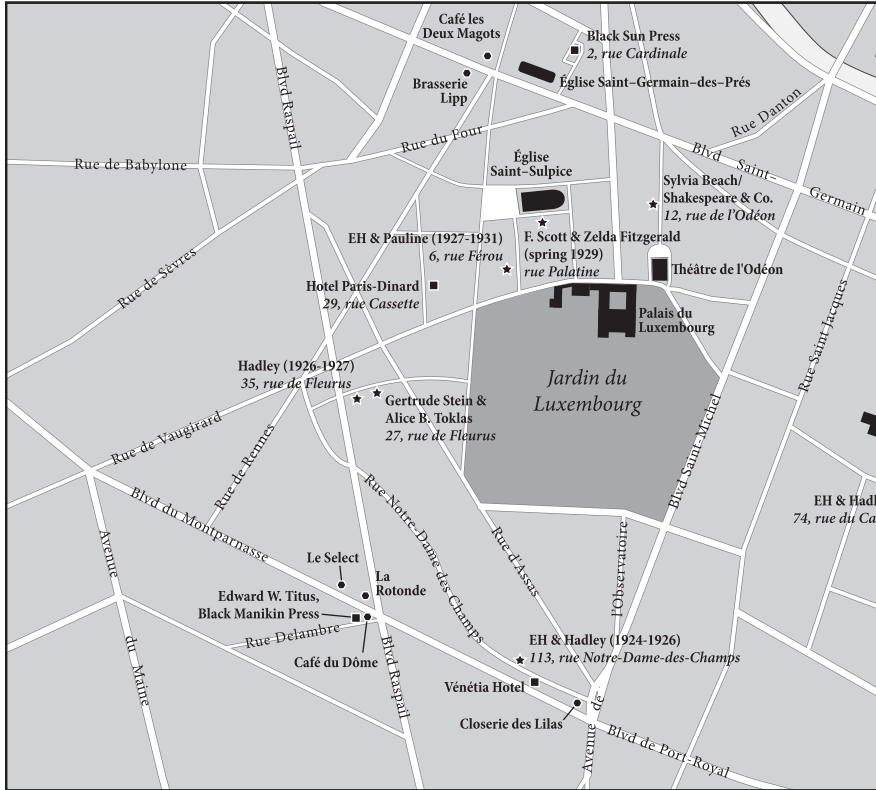 Café les
Deux Magots
Black Sun Press
2, rue Cardinale
Brasserie
Lipp
Église Saint–Germain–des–Prés
Blvd Raspail
Rue Danton
Rue du Four
Rue de Babylone
Blvd Saint–
Germain
Église
Saint–Sulpice
Sylvia Beach/
Shakespeare & Co.
12, rue de l'Odéon
EH & Pauline (1927-1931)
6, rue Férou
F. Scott & Zelda Fitzgerald
(spring 1929)
rue Palatine
Rue de Sèvres
Théâtre de l'Odéon
Hotel Paris-Dinard
29, rue Cassette
Palais du
Luxembourg
Rue Saint Jacques
Hadley (1926-1927)
35, rue de Fleurus
Jardin du
Luxembourg
Gertrude Stein &
Alice B. Toklas
27, rue de Fleurus
Rue de Vaugirard
Rue de Rennes
Blvd Saint-Michel
Blvd du Montparnasse
Rue Notre-Dame des Champs
EH & Hadl
74, rue du Ca
Avenue
du Maine
Rue d'Assas
l'Observatoire
Le Select
La
Rotonde
Edward W. Titus,
Black Manikin Press
Rue Delambre
Café du Dôme
Blvd Raspail
EH & Hadley (1924-1926)
113, rue Notre-Dame-des-Champs
Vénétia Hotel
Closerie des Lilas
Avenue de
Blvd de Port-Royal